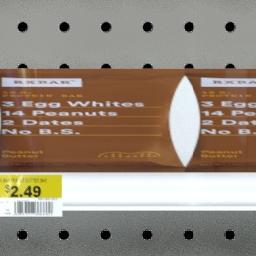 RXBAR
3 Egg Whites
14 Peanuts
2 Dates
No B.S.
Peanut
Butter
RXBAR
3 Egg
14 Pe
2 Da
No B
Peanut
Butter
$2.49